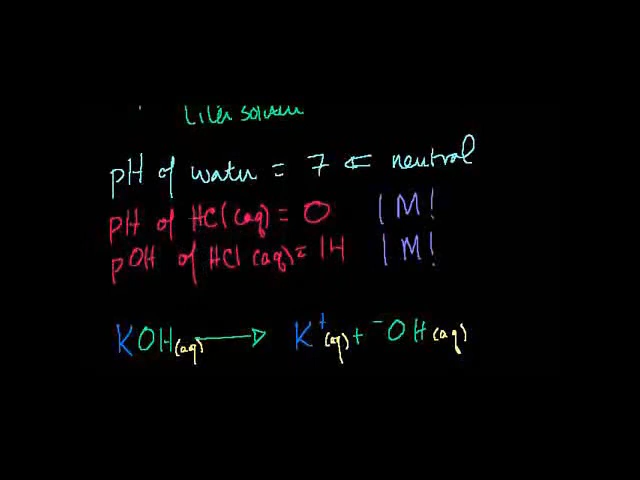 Liter solvent
pH of water = 7 ⇐ neutral
pH of HCl(aq) = 0 1 M!
pOH of HCl (aq) = 14 1 M!
KOH(aq) → K⁺(aq) + ⁻OH(aq)